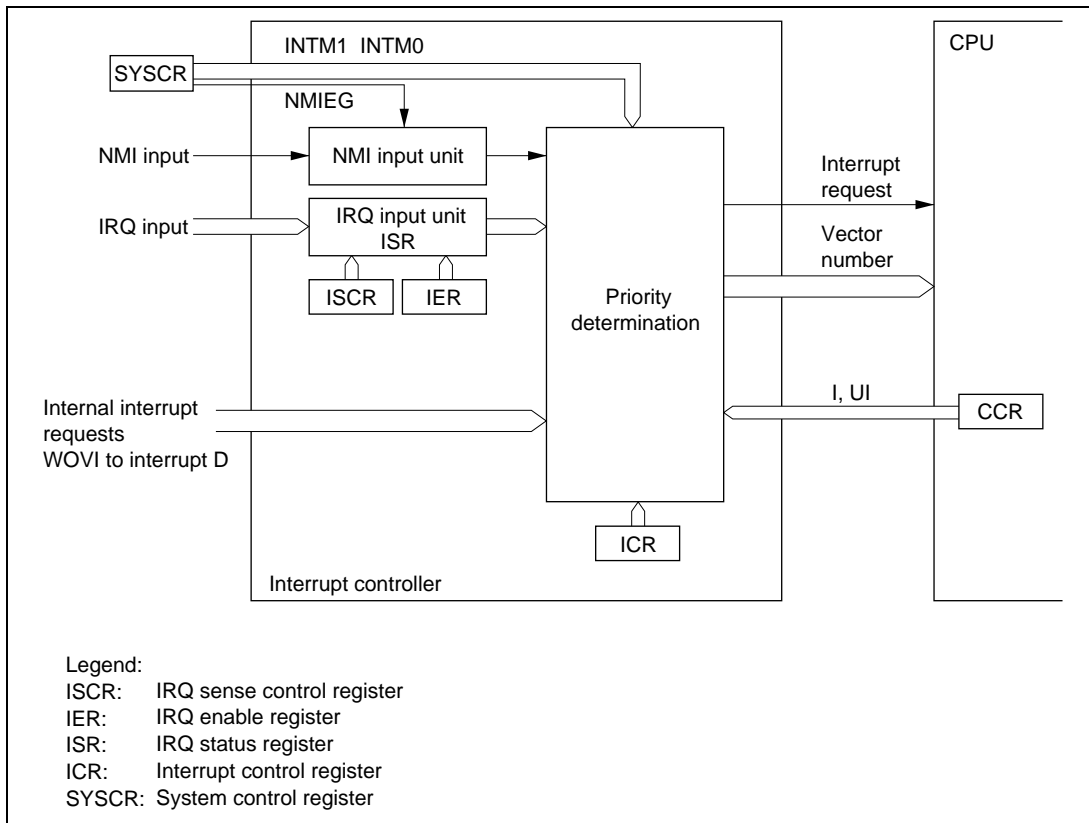 INTM1 INTM0
CPU
SYSCR
NMIEG
NMI input
NMI input unit
Interrupt
request
IRQ input
IRQ input unit
ISR
Vector
number
ISCR
IER
Priority
determination
I, UI
CCR
Internal interrupt
requests
WOVI to interrupt D
ICR
Interrupt controller
Legend:
ISCR: IRQ sense control register
IER: IRQ enable register
ISR: IRQ status register
ICR: Interrupt control register
SYSCR: System control register